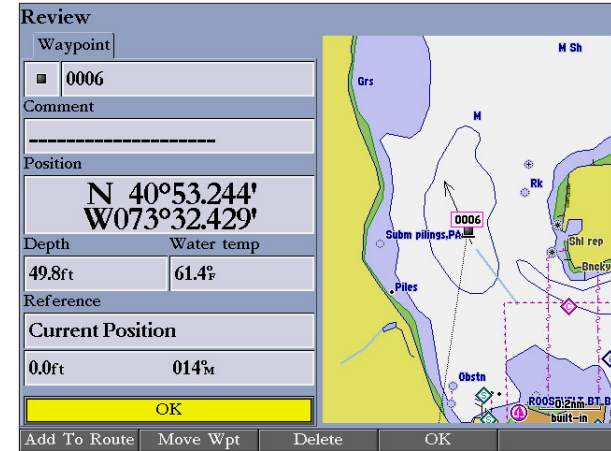 Review
Waypoint
0006
Comment
--------------------
Position
N 40°53.244'
W073°32.429'
Depth Water temp
49.8ft 61.4°F
Reference
Current Position
0.0ft 014°M
OK
Add To Route Move Wpt Delete OK
M Sh
Grs
M
Rk
0006
Subm pilings,PA
Shl rep
Bncky
Piles
C
Obstn
S
S
0.2nm
BT.B
built-in